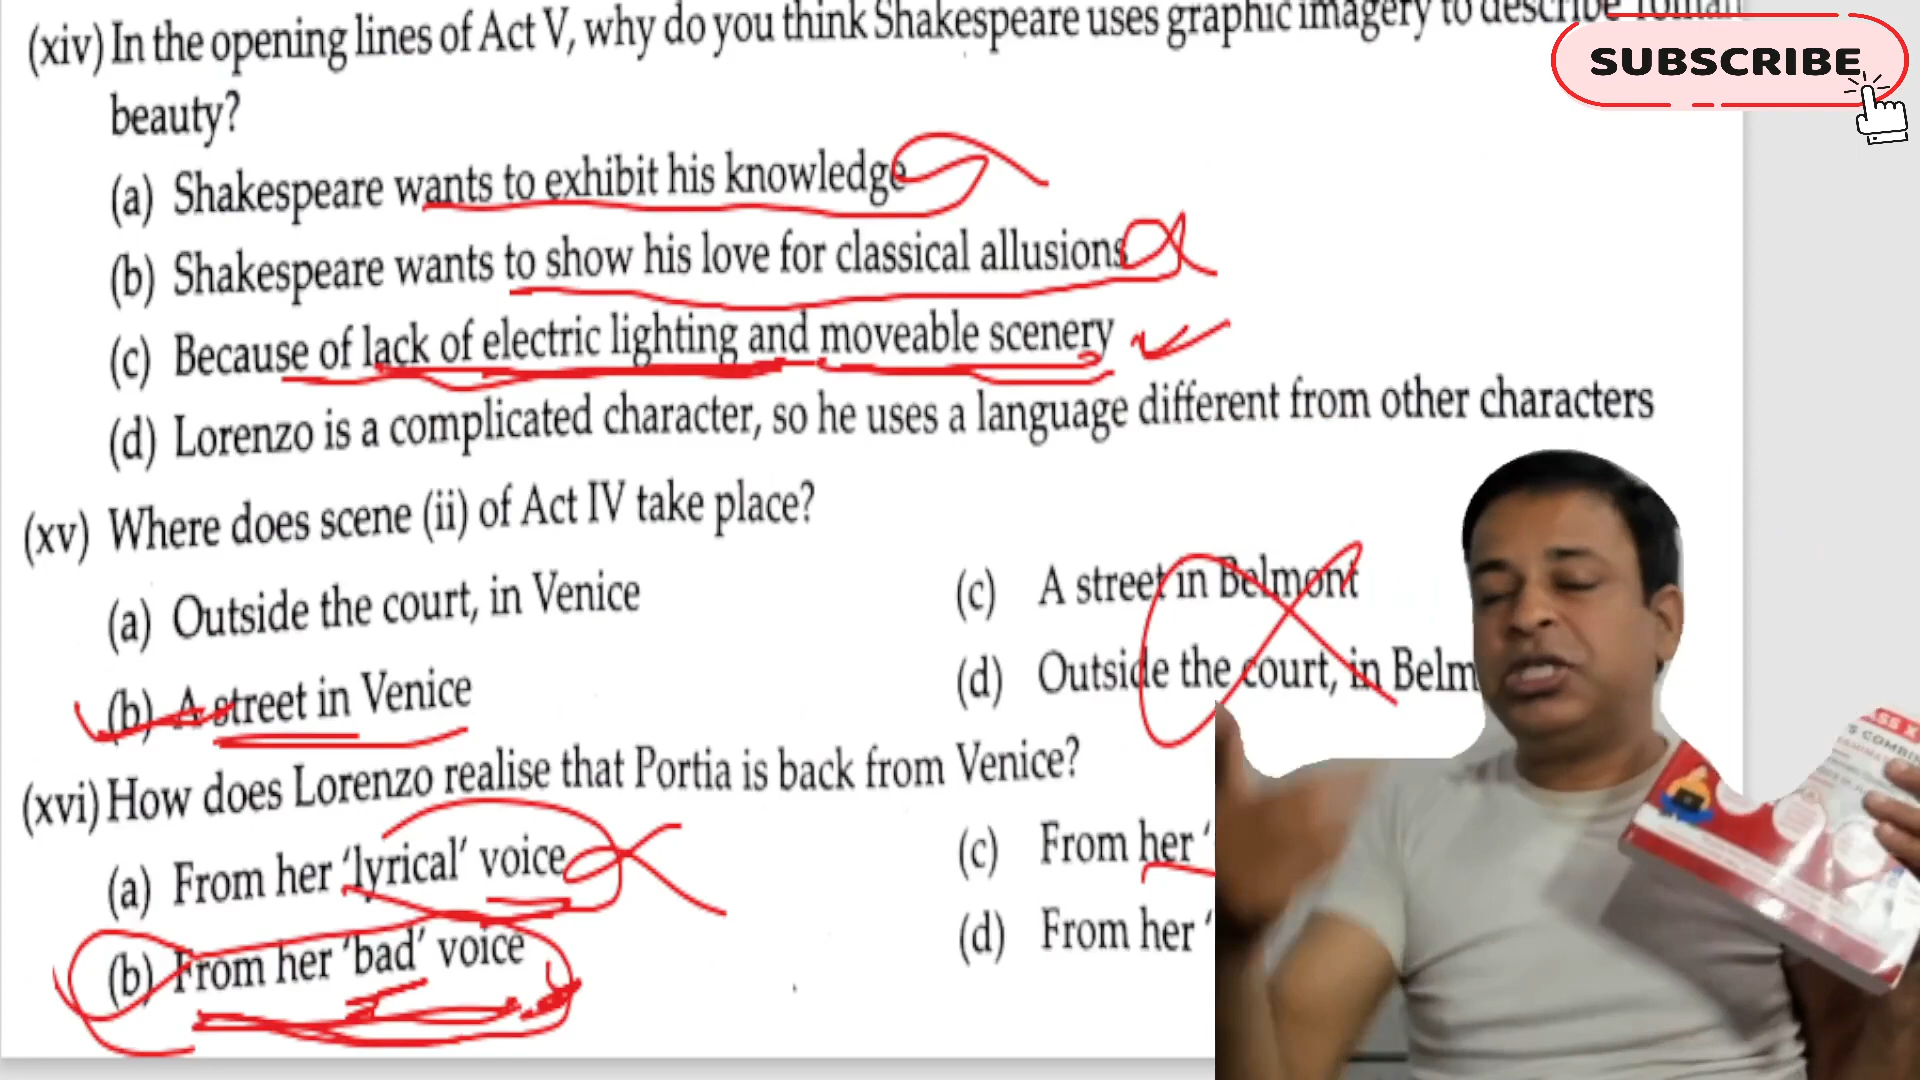 (xiv) In the opening lines of Act V, why do you think Shakespeare uses graphic imagery to describe
SUBSCRIBE
beauty?
(a) Shakespeare wants to exhibit his knowledge
(b) Shakespeare wants to show his love for classical allusions
(c) Because of lack of electric lighting and moveable scenery
(d) Lorenzo is a complicated character, so he uses a language different from other characters
(xv) Where does scene (ii) of Act IV take place?
(a) Outside the court, in Venice (c) A street in Belmont
(b) A street in Venice (d) Outside the court, in Belm
(xvi) How does Lorenzo realise that Portia is back from Venice?
(a) From her 'lyrical' voice (c) From her '
(b) From her 'bad' voice (d) From her '